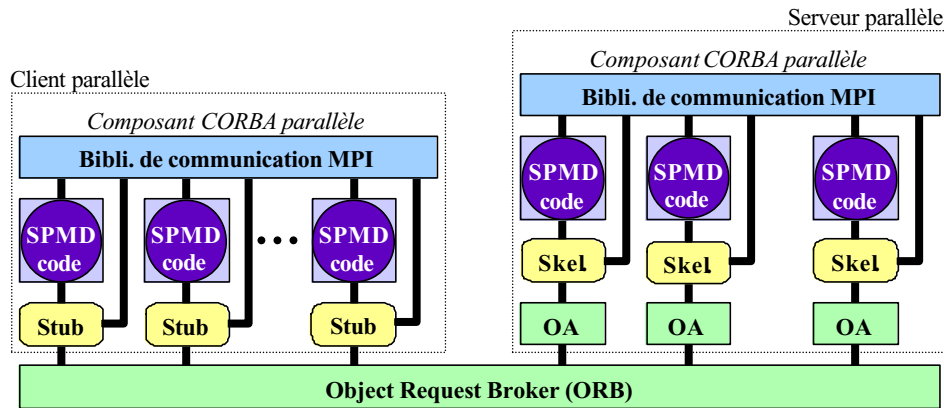 Serveur parallèle
Composant CORBA parallèle
Bibli. de communication MPI
SPMD
code
SPMD
code
SPMD
code
Skel.
Skel.
Skel.
OA
OA
OA
Client parallèle
Composant CORBA parallèle
Bibli. de communication MPI
SPMD
code
SPMD
code
• • •
SPMD
code
Stub
Stub
Stub
Object Request Broker (ORB)